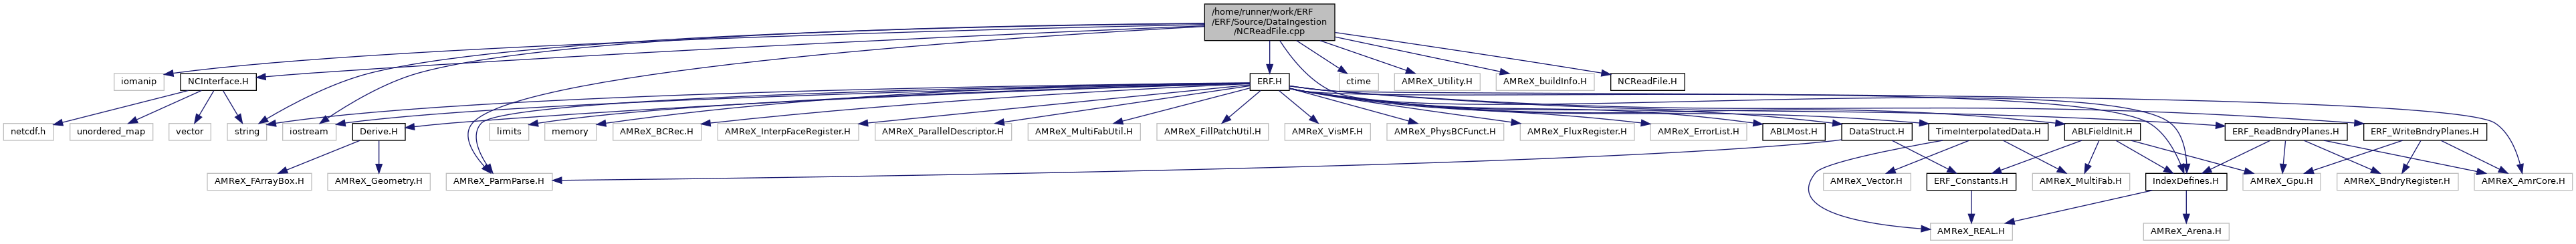 /home/runner/work/ERF
/ERF/Source/DataIngestion
/NCReadFile.cpp
iomanip
NCInterface.H
ERF.H
ctime
AMReX_Utility.H
AMReX_buildInfo.H
NCReadFile.H
netcdf.h
unordered_map
vector
string
iostream
Derive.H
limits
memory
AMReX_BCRec.H
AMReX_InterpFaceRegister.H
AMReX_ParallelDescriptor.H
AMReX_MultiFabUtil.H
AMReX_FillPatchUtil.H
AMReX_VisMF.H
AMReX_PhysBCFunct.H
AMReX_FluxRegister.H
AMReX_ErrorList.H
ABLMost.H
DataStruct.H
TimeInterpolatedData.H
ABLFieldInit.H
ERF_ReadBndryPlanes.H
ERF_WriteBndryPlanes.H
AMReX_FArrayBox.H
AMReX_Geometry.H
AMReX_ParmParse.H
AMReX_Vector.H
ERF_Constants.H
AMReX_MultiFab.H
IndexDefines.H
AMReX_Gpu.H
AMReX_BndryRegister.H
AMReX_AmrCore.H
AMReX_REAL.H
AMReX_Arena.H